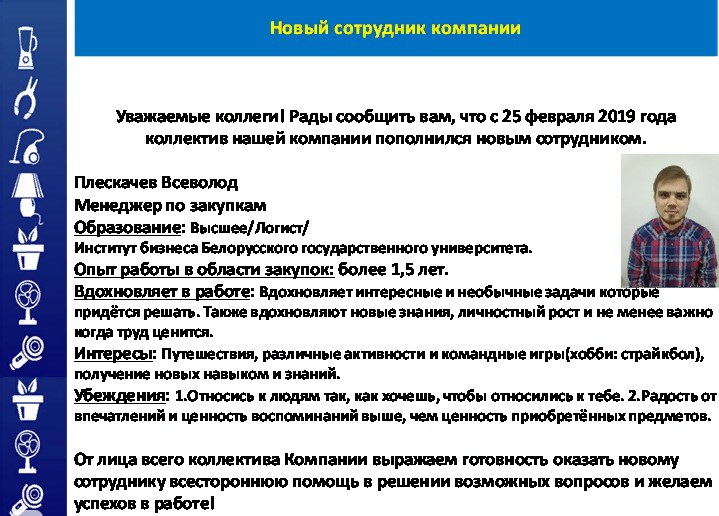 Новый сотрудник компании
Уважаемые коллеги! Рады сообщить вам, что с 25 февраля 2019 года
коллектив нашей компании пополнился новым сотрудником.
Плескачев Всеволод
Менеджер по закупкам
Образование: Высшее/Логист/
Институт бизнеса Белорусского государственного университета.
Опыт работы в области закупок: более 1,5 лет.
Вдохновляет в работе: Вдохновляет интересные и необычные задачи которые
придётся решать. Также вдохновляют новые знания, личностный рост и не менее важно
когда труд ценится.
Интересы: Путешествия, различные активности и командные игры(хобби: страйкбол),
получение новых навыком и знаний.
Убеждения: 1.Относись к людям так, как хочешь, чтобы относились к тебе. 2.Радость от
впечатлений и ценность воспоминаний выше, чем ценность приобретённых предметов.
От лица всего коллектива Компании выражаем готовность оказать новому
сотруднику всестороннюю помощь в решении возможных вопросов и желаем
успехов в работе!